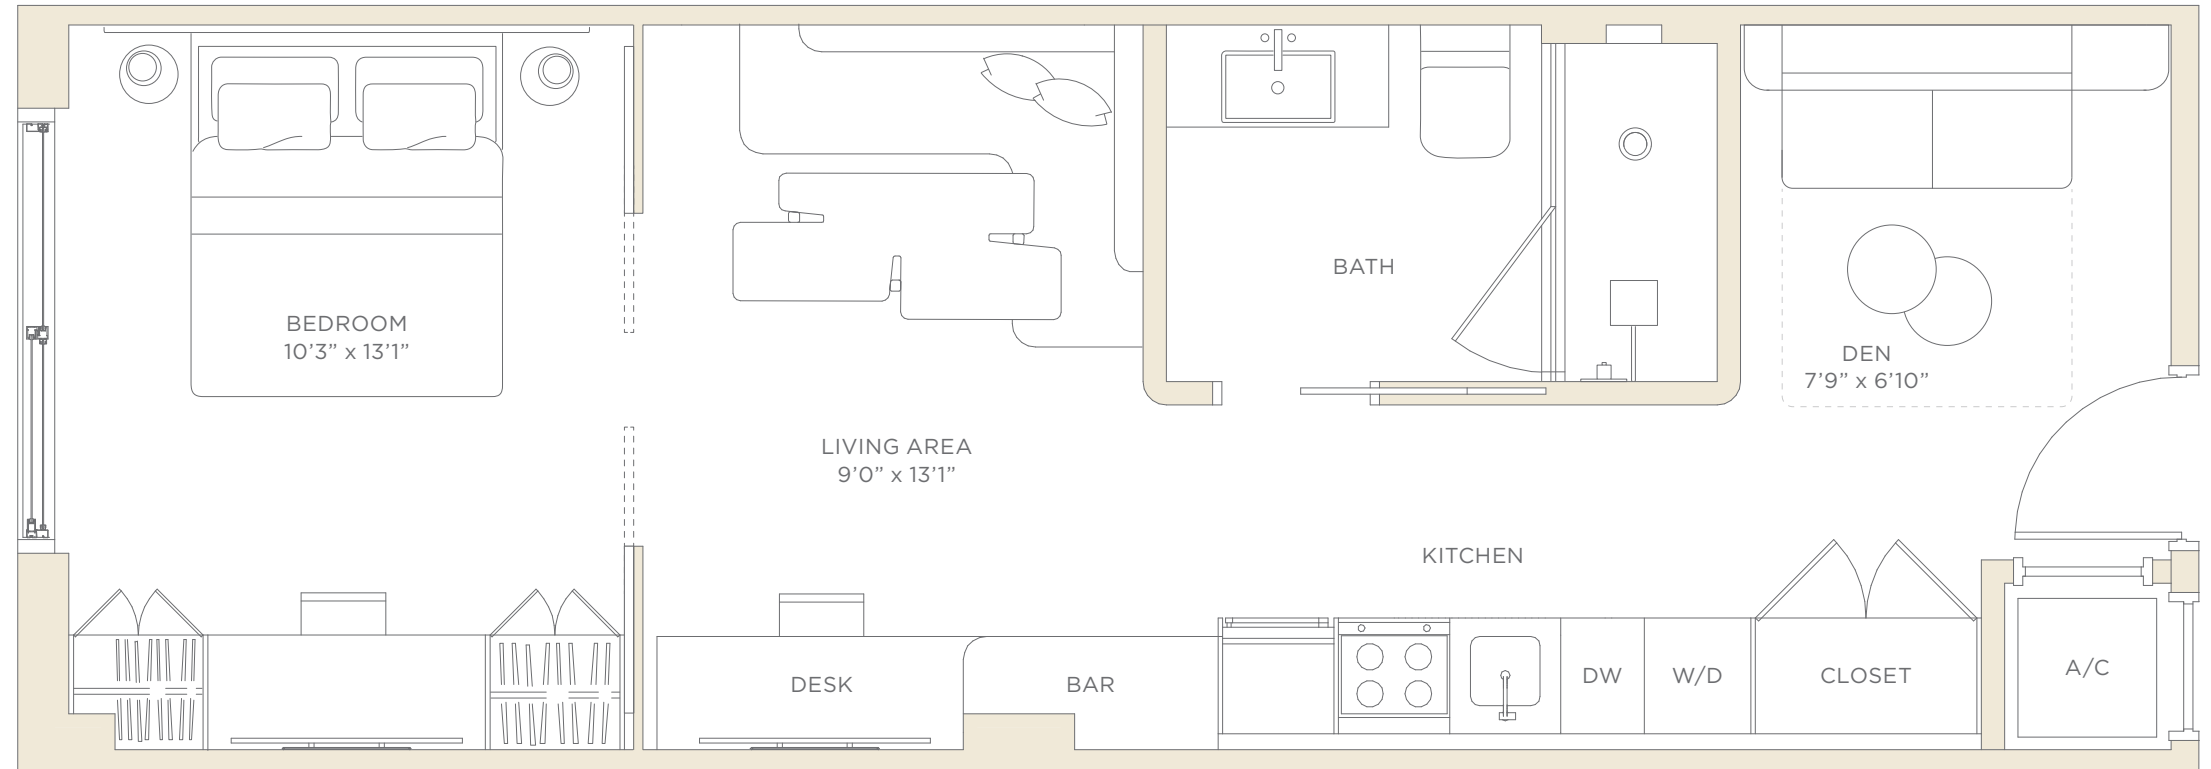 BEDROOM
10’3” x 13’1”
LIVING AREA
9’0” x 13’1”
BATH
DEN
7’9” x 6’10”
KITCHEN
DESK
BAR
DW
W/D
CLOSET
A/C